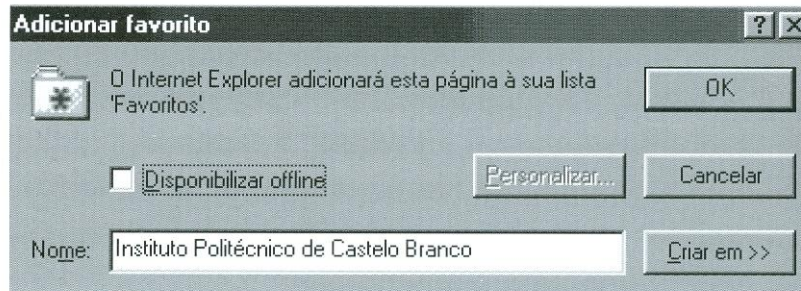 Adicionar favorito
O Internet Explorer adicionará esta página à sua lista
'Favoritos'.
OK
Disponibilizar offline
Personalizar...
Cancelar
Nome: Instituto Politécnico de Castelo Branco
Criar em >>